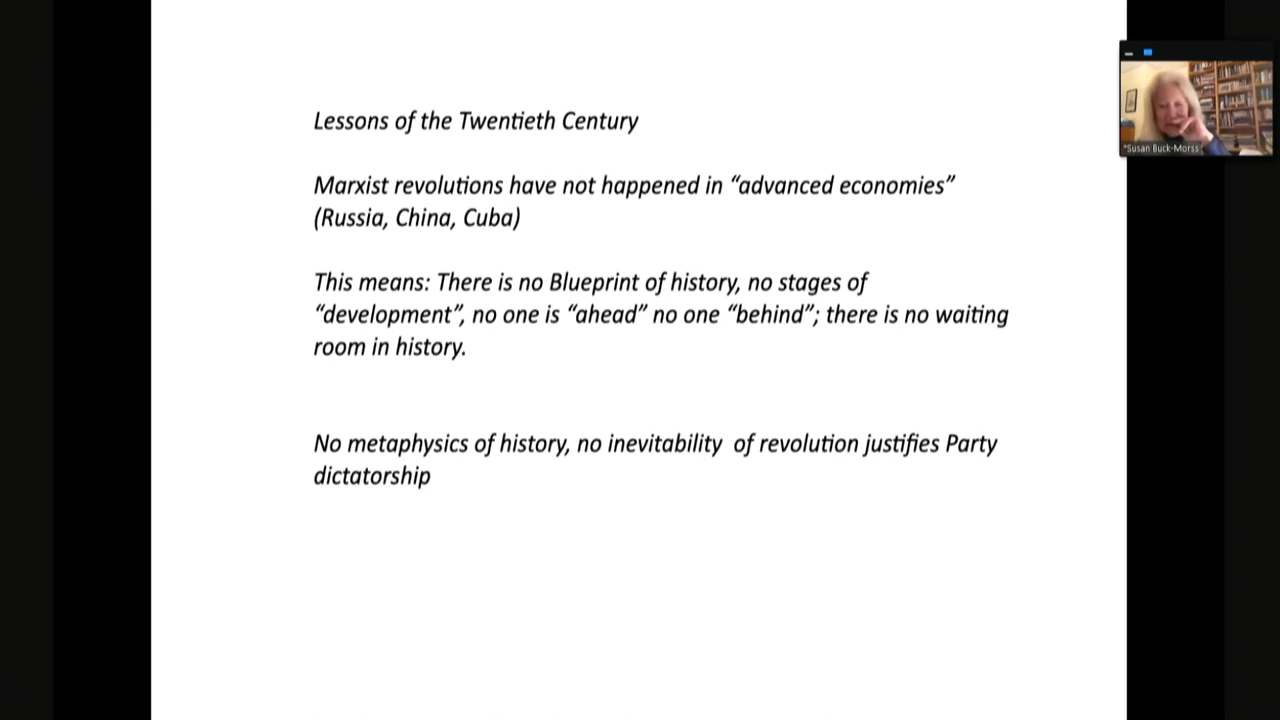 Lessons of the Twentieth Century
Marxist revolutions have not happened in “advanced economies”
(Russia, China, Cuba)
This means: There is no Blueprint of history, no stages of
“development”, no one is “ahead” no one “behind”; there is no waiting
room in history.
No metaphysics of history, no inevitability of revolution justifies Party
dictatorship
*Susan Buck-Morss